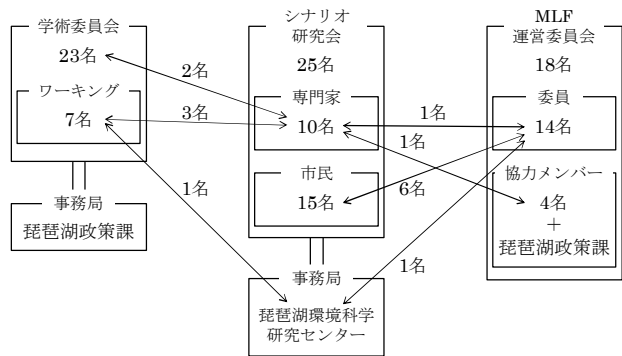 学術委員会
23名
ワーキング
7名
事務局
琵琶湖政策課
2名
3名
1名
シナリオ
研究会
25名
専門家
10名
市民
15名
事務局
琵琶湖環境科学
研究センター
1名
1名
6名
1名
MLF
運営委員会
18名
委員
14名
協力メンバー
4名
+
琵琶湖政策課